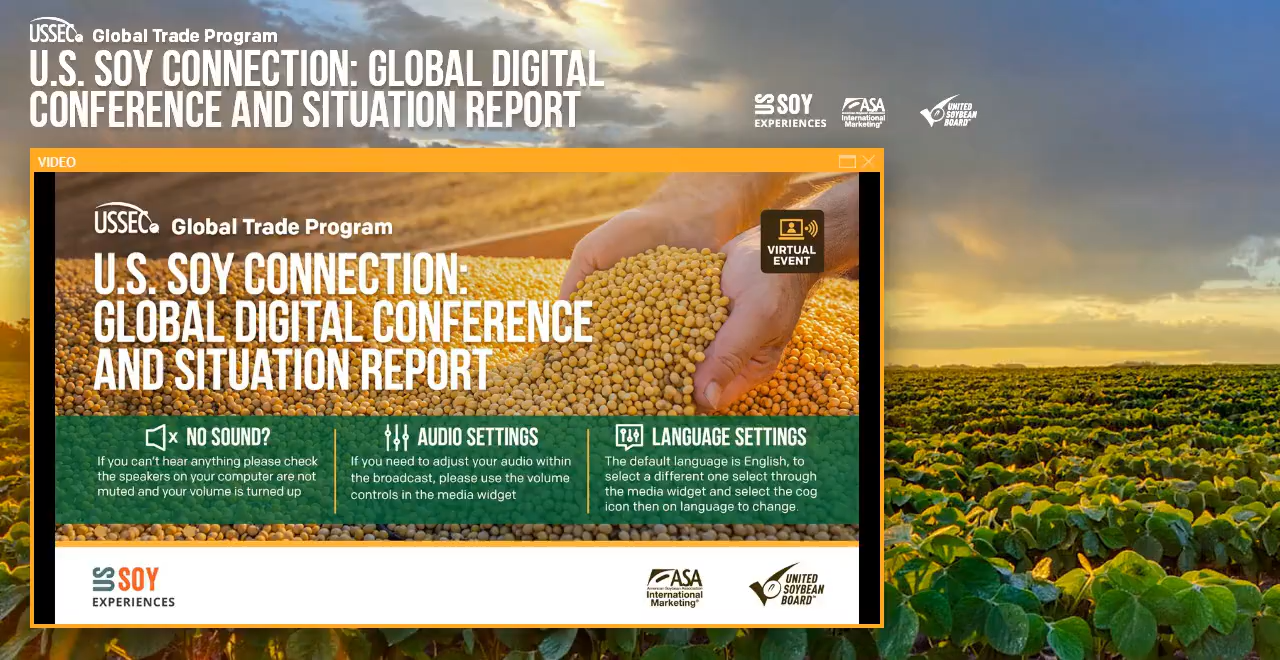 USSEC Global Trade Program
U.S. SOY CONNECTION: GLOBAL DIGITAL
CONFERENCE AND SITUATION REPORT
US SOY
EXPERIENCES
ASA
International
Marketing
UNITED
SOYBEAN
BOARD
VIDEO
USSEC Global Trade Program
VIRTUAL
EVENT
U.S. SOY CONNECTION:
GLOBAL DIGITAL CONFERENCE
AND SITUATION REPORT
NO SOUND?
If you can't hear anything please check
the speakers on your computer are not
muted and your volume is turned up
AUDIO SETTINGS
If you need to adjust your audio within
the broadcast, please use the volume
controls in the media widget
LANGUAGE SETTINGS
The default language is English, to
select a different one select through
the media widget and select the cog
icon then on language to change.
US SOY
EXPERIENCES
ASA
American Soybean Association
International
Marketing
UNITED
SOYBEAN
BOARD